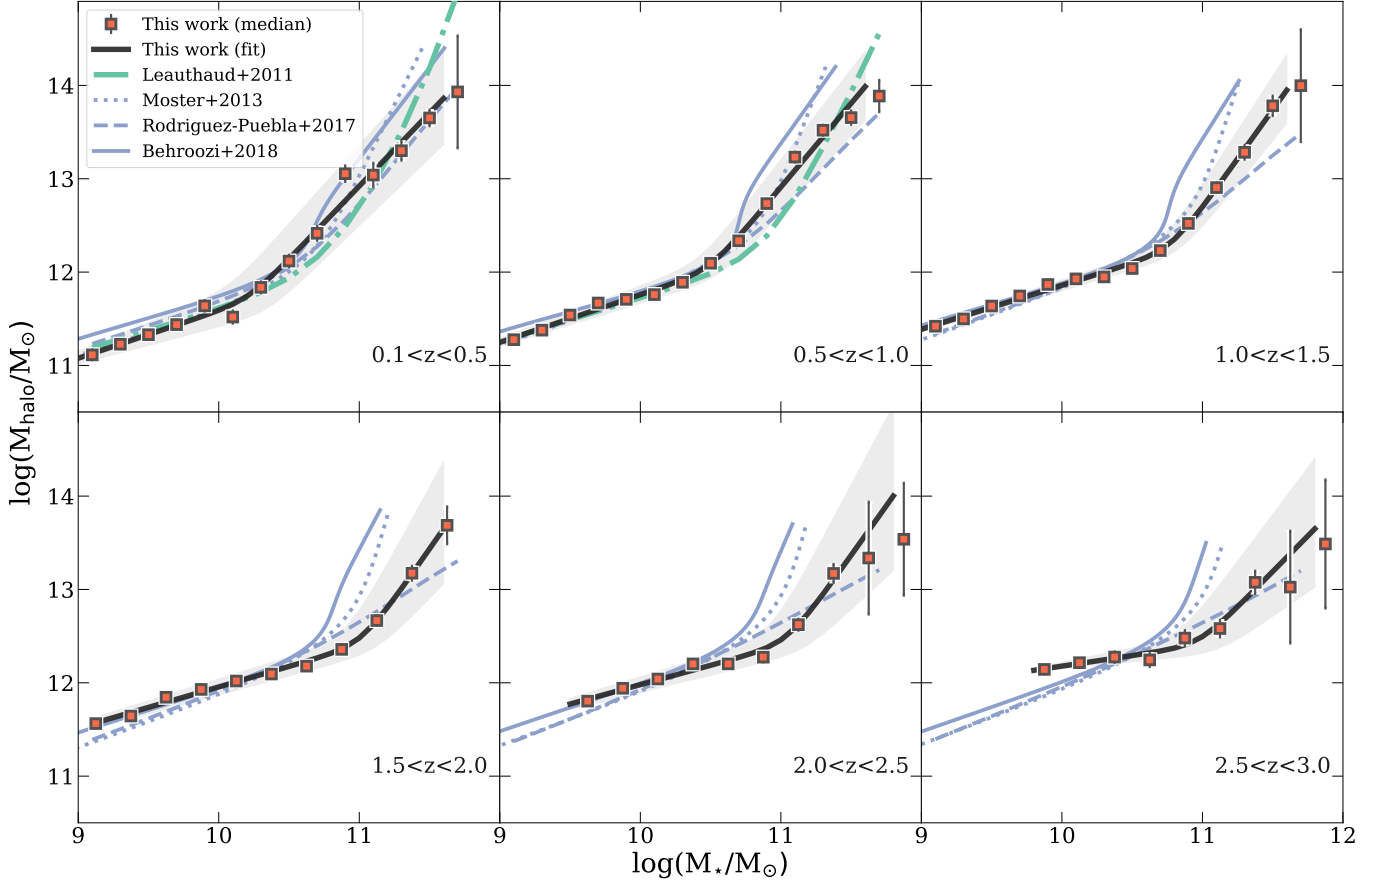 This work (median)
This work (fit)
Leauthaud+2011
Moster+2013
Rodriguez-Puebla+2017
Behroozi+2018
14
13
12
11
0.1<z<0.5
0.5<z<1.0
1.0<z<1.5
log(M_halo/M_⊙)
14
13
12
11
1.5<z<2.0
2.0<z<2.5
2.5<z<3.0
9 10 11 9 10 11 9 10 11 12
log(M_⋆/M_⊙)